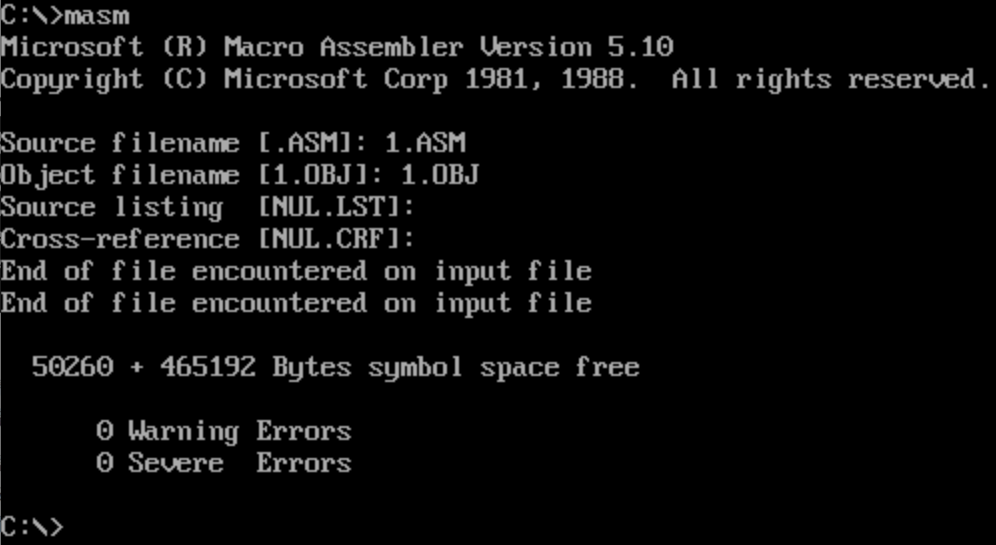 C:\>masm
Microsoft (R) Macro Assembler Version 5.10
Copyright (C) Microsoft Corp 1981, 1988.  All rights reserved.
Source filename [.ASM]: 1.ASM
Object filename [1.OBJ]: 1.OBJ
Source listing  [NUL.LST]:
Cross-reference [NUL.CRF]:
End of file encountered on input file
End of file encountered on input file
50260 + 465192 Bytes symbol space free
0 Warning Errors
0 Severe  Errors
C:\>